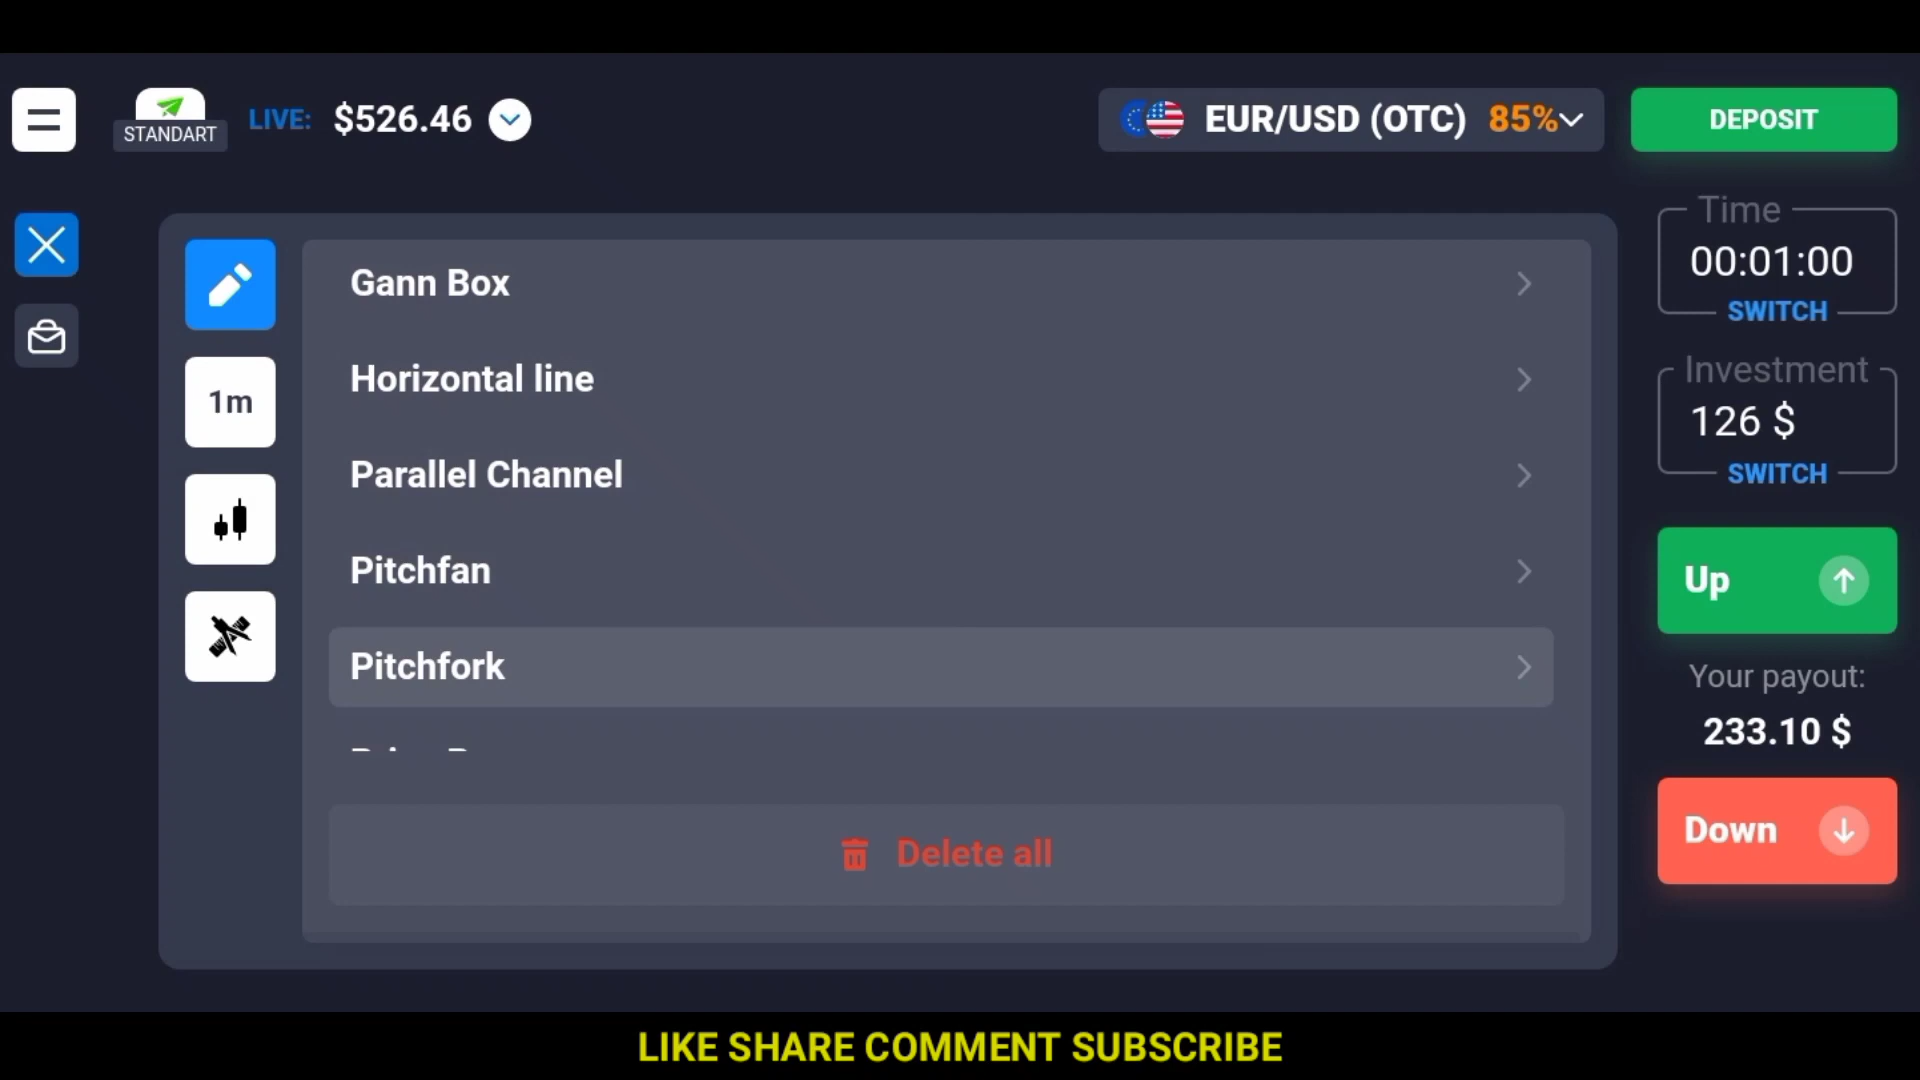 STANDART
LIVE: $526.46
EUR/USD (OTC) 85%
DEPOSIT
Time
00:01:00
SWITCH
Investment
126 $
SWITCH
Up
Your payout:
233.10 $
Down
1m
Gann Box
Horizontal line
Parallel Channel
Pitchfan
Pitchfork
Delete all
LIKE SHARE COMMENT SUBSCRIBE